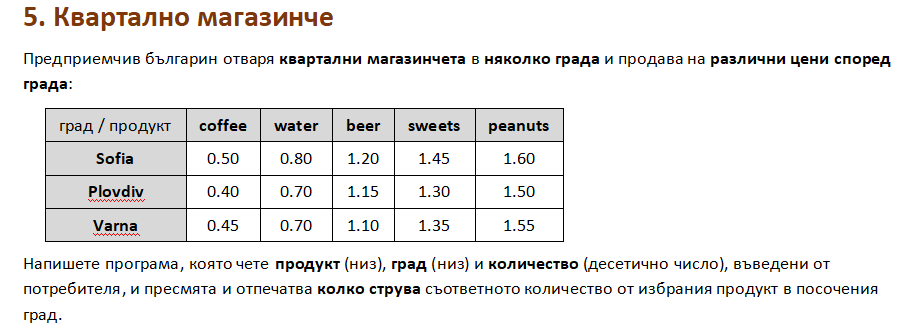 5. Квартално магазинче
Предприемчив българин отваря квартални магазинчета в няколко града и продава на различни цени според
града:
град / продукт coffee water beer sweets peanuts
Sofia 0.50 0.80 1.20 1.45 1.60
Plovdiv 0.40 0.70 1.15 1.30 1.50
Varna 0.45 0.70 1.10 1.35 1.55
Напишете програма, която чете продукт (низ), град (низ) и количество (десетично число), въведени от
потребителя, и пресмята и отпечатва колко струва съответното количество от избрания продукт в посочения
град.